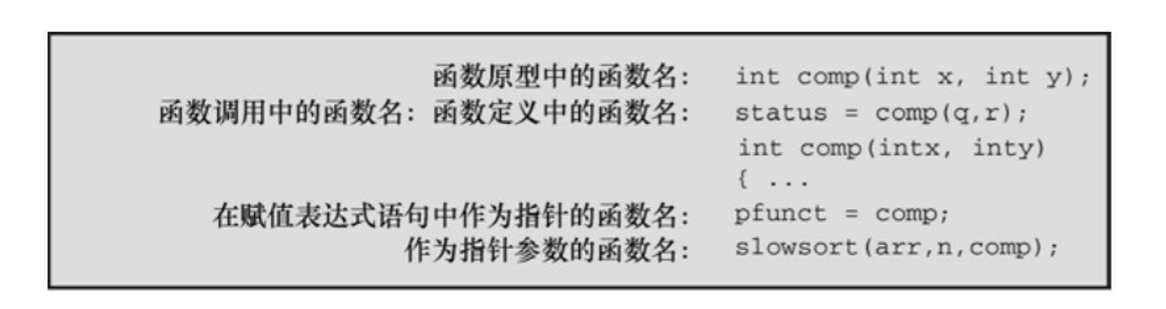 函数原型中的函数名： int comp(int x, int y);
函数调用中的函数名：函数定义中的函数名： status = comp(q,r);
int comp(intx, inty)
{ ...
在赋值表达式语句中作为指针的函数名： pfunct = comp;
作为指针参数的函数名： slowsort(arr,n,comp);